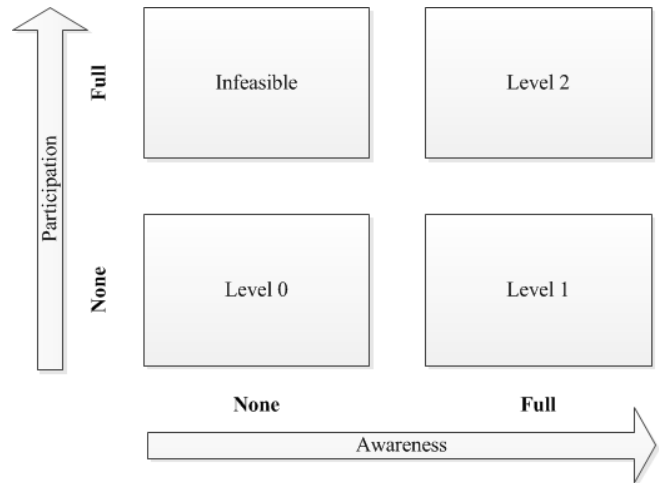 Full
Infeasible
Level 2
Participation
None
Level 0
Level 1
None
Full
Awareness